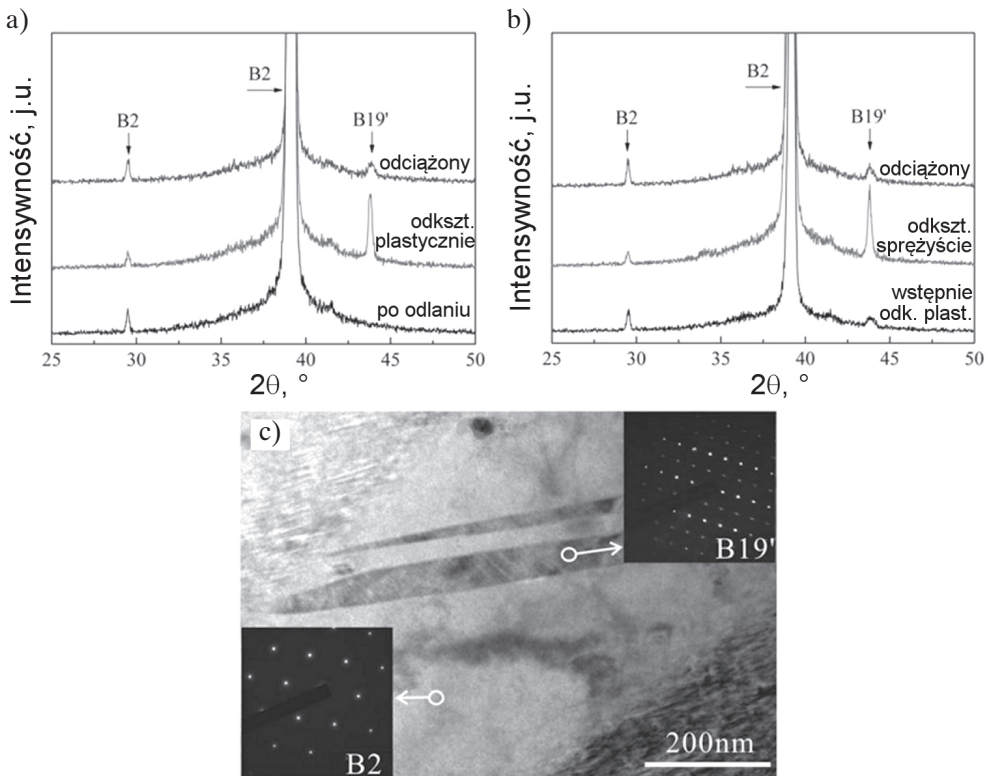 a)
Intensywność, j.u.
B2
B2
B19'
odciążony
odkszt.
plastycznie
po odlaniu
25 30 35 40 45 50
2θ, °
b)
Intensywność, j.u.
B2
B2
B19'
odciążony
odkszt.
sprężyście
wstępnie
odk. plast.
25 30 35 40 45 50
2θ, °
c)
B19'
B2
200nm